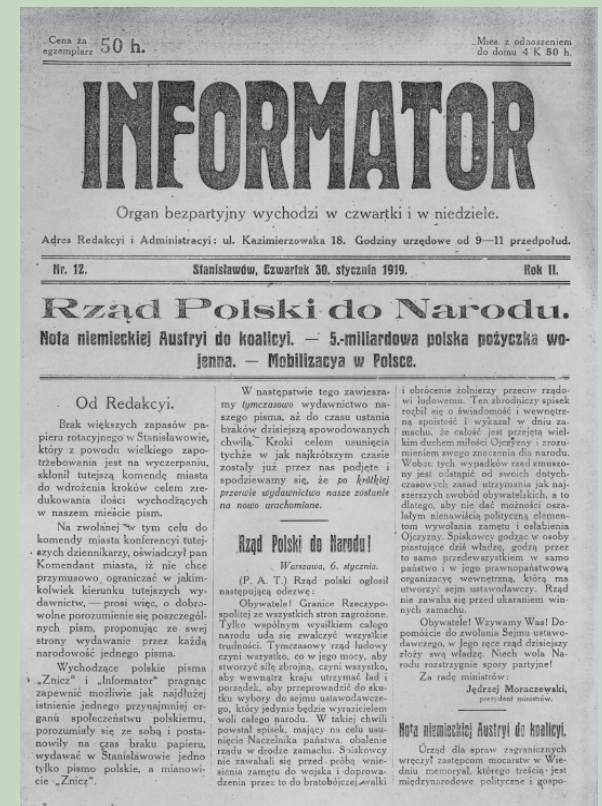 Cena za
egzemplarz 50 h.
Mies. z odnoszeniem
do domu 4 K 50 h.
INFORMATOR
Organ bezpartyjny wychodzi w czwartki i w niedziele.
Adres Redakcyi i Administracyi: ul. Kazimierzowska 18. Godziny urzędowe od 9—11 przedpołud.
Nr. 12. Stanisławów, Czwartek 30. stycznia 1919. Rok II.
Rząd Polski do Narodu.
Nota niemieckiej Austryi do koalicyi. — 5.-miliardowa polska pożyczka wo-
jenna. — Mobilizacya w Polsce.
Od Redakcyi.
Brak większych zapasów pa-
pieru rotacyjnego w Stanisławowie,
który z powodu wielkiego zapo-
trzebowania jest na wyczerpaniu,
skłonił tutejszą komendę miasta
do wdrożenia kroków celem zre-
dukowania ilości wychodzących
w naszem mieście pism.
Na zwołanej w tym celu do
komendy miasta konferencyi tutej-
szych dziennikarzy, oświadczył pan
Komendant miasta, iż nie chce
przymusowo ograniczać w jakim-
kolwiek kierunku tutejszych wy-
dawnictw, — prosi więc, o dobro-
wolne porozumienie się poszczegól-
nych pism, proponując ze swej
strony wydawanie przez każdą
narodowość jednego pisma.
Wychodzące polskie pisma
„Znicz" i „Informator" pragnąc
zapewnić możliwie jak najdłużej
istnienie jednego przynajmniej or-
ganu społeczeństwu polskiemu,
porozumiały się ze sobą i posta-
nowiły na czas braku papieru,
wydawać w Stanisławowie jedno
tylko pismo polskie, a mianowi-
cie „Znicz".
W następstwie tego zawiesza-
my tymczasowo wydawnictwo na-
szego pisma, aż do czasu ustania
braków dzisiejszą spowodowanych
chwilą. Kroki celem usunięcia
tychże w jak najkrótszym czasie
zostały już przez nas podjęte i
spodziewamy się, że po krótkiej
przerwie wydawnictwo nasze zostanie
na nowo uruchomione.
Rząd Polski do Narodu!
Warszawa, 6. stycznia.
(P. A. T.) Rząd polski ogłosił
następującą odezwę:
Obywatele! Granice Rzeczypo-
spolitej ze wszystkich stron zagrożone.
Tylko wspólnym wysiłkiem całego
narodu uda się zwalczyć wszystkie
trudności. Tymczasowy rząd ludowy
czyni wszystko, co w jego mocy, aby
stworzyć siłę zbrojną, czyni wszystko,
aby wewnątrz kraju utrzymać ład i
porządek, aby przeprowadzić do sku-
tku wybory do sejmu ustawodawcze-
go, który jedynie będzie wyrazicielem
woli całego narodu. W takiej chwili
powstał spisek, mający na celu usu-
nięcie Naczelnika państwa, obalenie
rządu w drodze zamachu. Spiskowcy
nie zawahali się przed próbą wnie-
sienia zamętu do wojska i doprowa-
dzenia przez to do bratobójczej walki
i obrócenie żołnierzy przeciw rządo-
wi ludowemu. Ten zbrodniczy spisek
rozbił się o świadomość i wewnętrz-
ną spoistość i wykazał w dniu za-
machu, że całość jest przejętą wiel-
kim duchem miłości Ojczyzny i zrozu-
mieniem swego znaczenia dla narodu.
Wobec tych wypadków rząd zmuszo-
ny jest odstąpić od swoich dotych-
czasowych zasad utrzymania jak naj-
szerszych swobód obywatelskich, a to
dlatego, aby nie dać możności osza-
lałym nienawiścią polityczną elemen-
tom wywołania zamętu i osłabienia
Ojczyzny. Spiskowcy godząc w osoby
piastujące dziś władzę, godzą przez
to samo przedewszystkiem w samo
państwo i w jego prawnopaństwową
organizacyę wewnętrzną, którą ma
utworzyć sejm ustawodawczy. Rząd
nie zawaha się przed ukaraniem win-
nych zamachu.
Obywatele! Wzywamy Was! Do-
pomóżcie do zwołania Sejmu ustawo-
dawczego, w jego ręce rząd dzisiejszy
złoży swą władzę. Niech wola Na-
rodu rozstrzygnie spory partyjne!
Za radę ministrów:
Jędrzej Moraczewski,
prezydent ministrów.
Nota niemieckiej Austryi do koalicyi.
Urząd dla spraw zagranicznych
wręczył zastępcom mocarstw w Wie-
dniu memoryał, którego treścią jest
międzynarodowe polityczne i gospo-